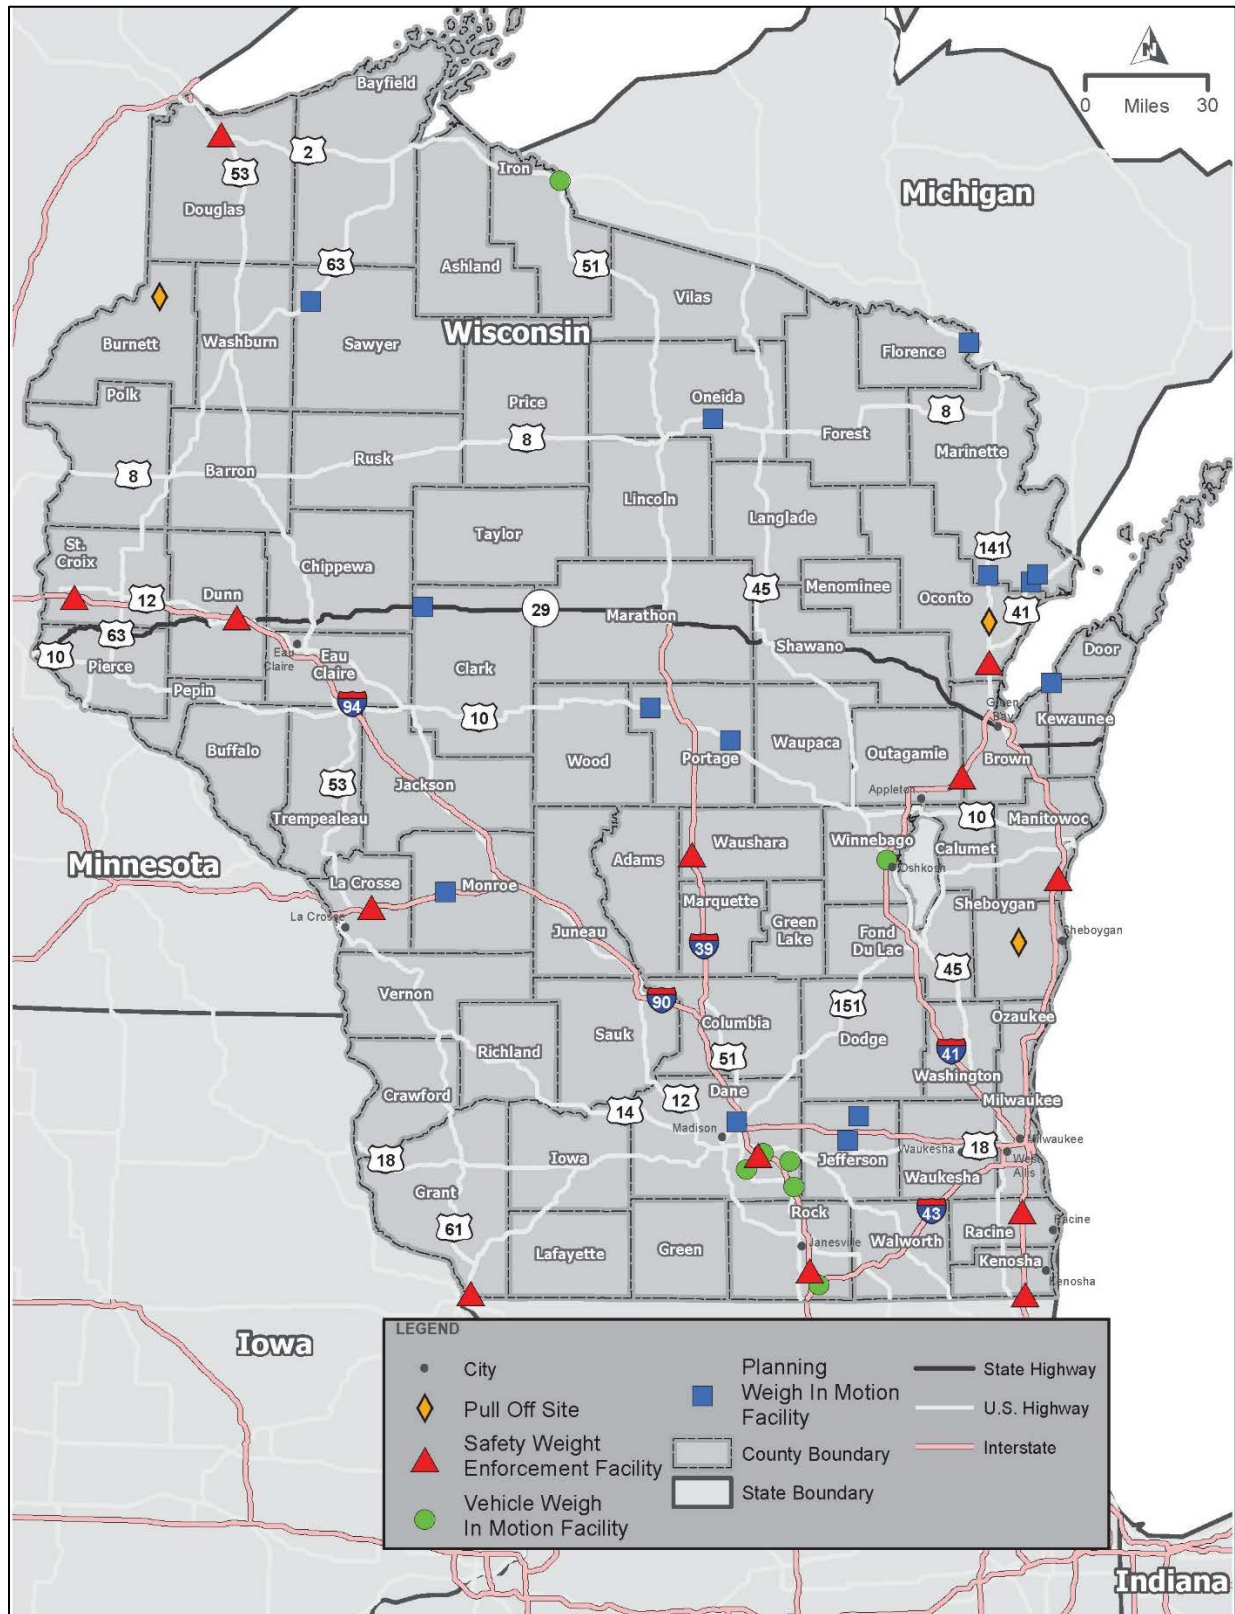 Bayfield
N
0 Miles 30
2
53
Iron
Michigan
Douglas
63
Ashland
51
Vilas
Wisconsin
Burnett
Washburn
Sawyer
Florence
Polk
Price
Oneida
8
8
Forest
Marinette
8
Barron
Rusk
Lincoln
Langlade
Taylor
St.
Croix
Chippewa
141
Menominee
45
Dunn
12
29
Marathon
Oconto
41
63
10
Eau
Claire
Eau
Claire
Shawano
Door
Pierce
Clark
Pepin
94
10
Green
Bay
Kewaunee
Buffalo
Wood
Portage
Waupaca
Outagamie
Brown
53
Jackson
Appleton
10
Manitowoc
Trempealeau
Winnebago
Calumet
Minnesota
Adams
Waushara
Oshkosh
La Crosse
Monroe
Marquette
Sheboygan
La Crosse
Juneau
39
Green
Lake
Fond
Du Lac
Sheboygan
45
Vernon
90
151
Columbia
Ozaukee
Sauk
Dodge
Richland
51
41
Washington
Crawford
Dane
12
Milwaukee
14
Madison
Milwaukee
18
Iowa
Jefferson
Waukesha
18
West
Allis
Waukesha
Grant
Rock
43
Racine
61
Janesville
Racine
Lafayette
Green
Walworth
Kenosha
Kenosha
Iowa
LEGEND
City
Pull Off Site
Safety Weight
Enforcement Facility
Vehicle Weigh
In Motion Facility
Planning
Weigh In Motion
Facility
County Boundary
State Boundary
State Highway
U.S. Highway
Interstate
Indiana